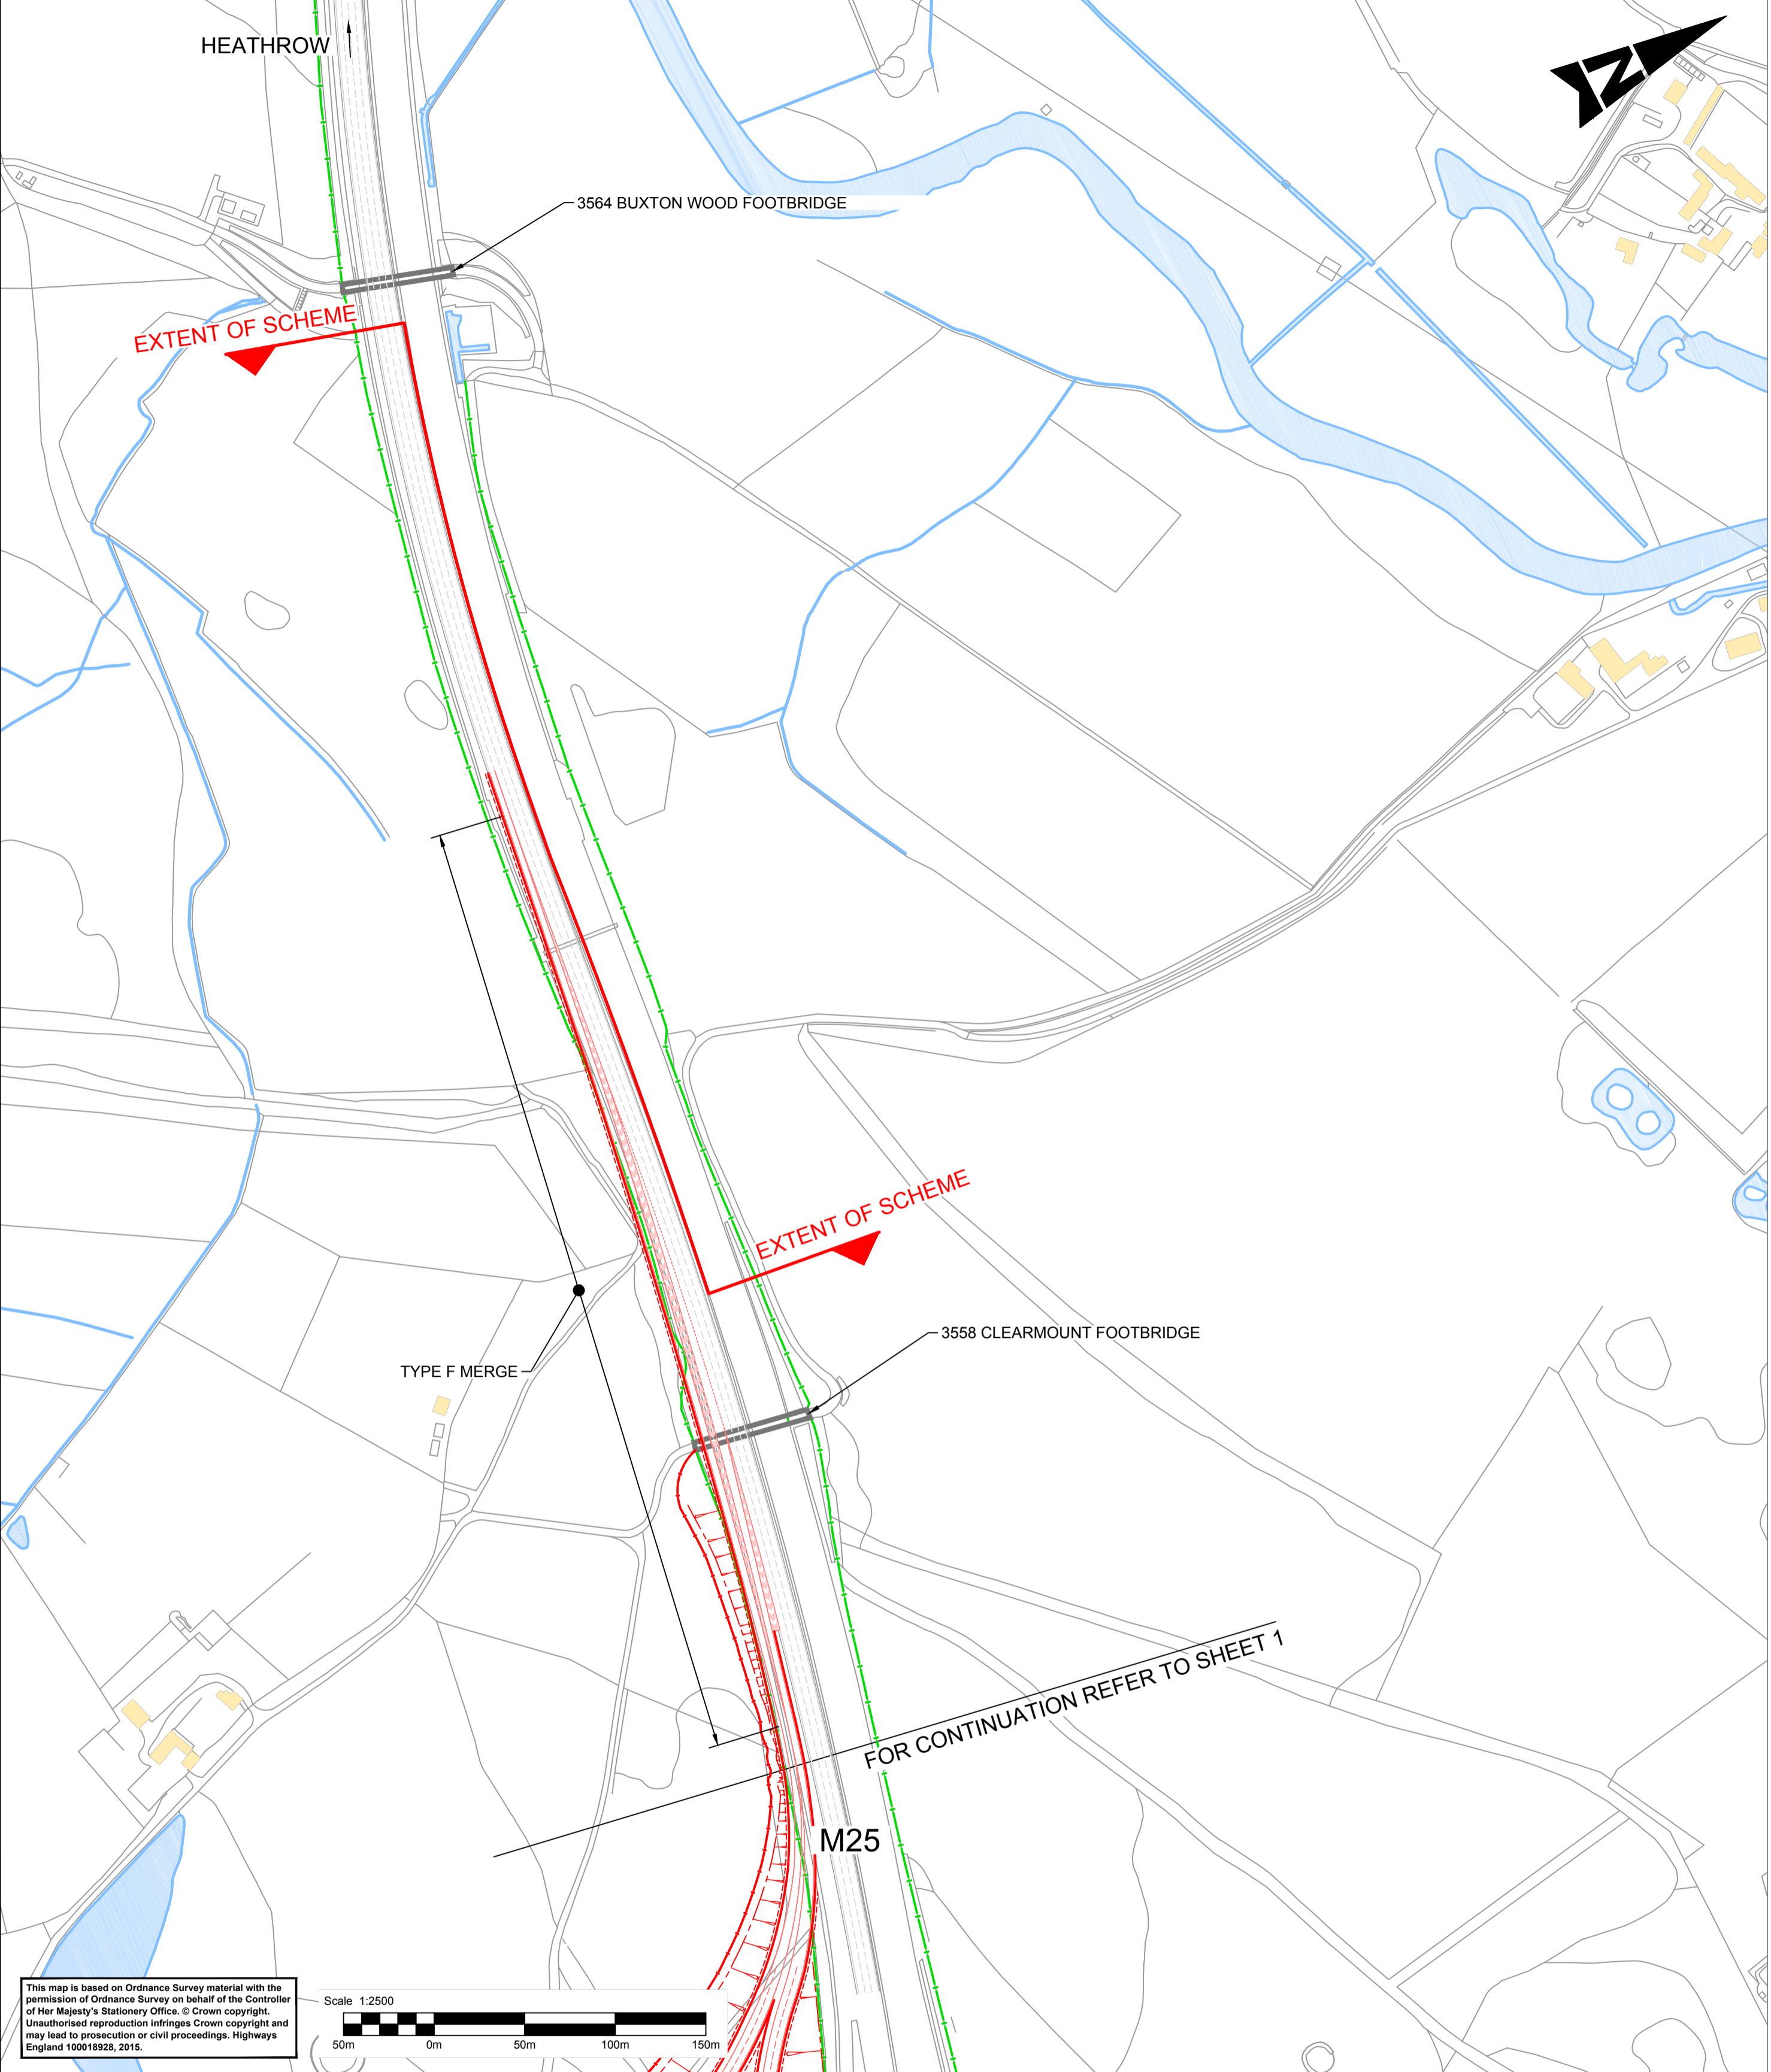 HEATHROW
N
3564 BUXTON WOOD FOOTBRIDGE
EXTENT OF SCHEME
EXTENT OF SCHEME
3558 CLEARMOUNT FOOTBRIDGE
TYPE F MERGE
FOR CONTINUATION REFER TO SHEET 1
M25
This map is based on Ordnance Survey material with the
permission of Ordnance Survey on behalf of the Controller
of Her Majesty's Stationery Office. © Crown copyright.
Unauthorised reproduction infringes Crown copyright and
may lead to prosecution or civil proceedings. Highways
England 100018928, 2015.
Scale 1:2500
50m 0m 50m 100m 150m